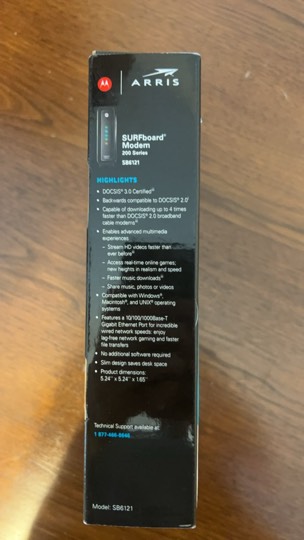 ARRIS
SURFboard®
Modem
200 Series
SB6121
HIGHLIGHTS
• DOCSIS® 3.0 Certified
• Backwards compatible to DOCSIS® 2.0
• Capable of downloading up to 4 times
faster than DOCSIS® 2.0 broadband
cable modems
• Enables advanced multimedia
experiences:
– Stream HD videos faster than
ever before
– Access real-time online games;
new heights in realism and speed
– Faster music downloads
– Share music, photos or videos
• Compatible with Windows®,
Macintosh®, and UNIX® operating
systems
• Features a 10/100/1000Base-T
Gigabit Ethernet Port for incredible
wired network speeds; enjoy
lag-free network gaming and faster
file transfers
• No additional software required
• Slim design saves desk space
• Product dimensions:
5.24" x 5.24" x 1.65"
Technical Support available at:
1 877-466-8646
Model: SB6121